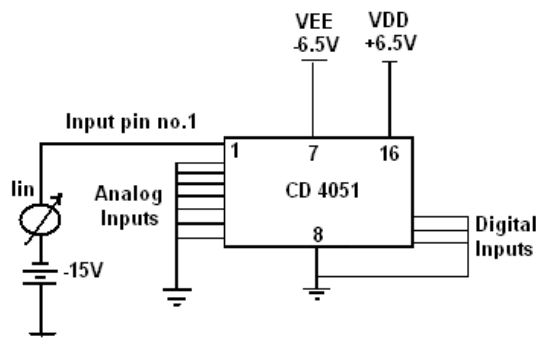 VEE
-6.5V
VDD
+6.5V
Input pin no.1
1
7
16
Iin
Analog
Inputs
CD 4051
8
Digital
Inputs
-15V